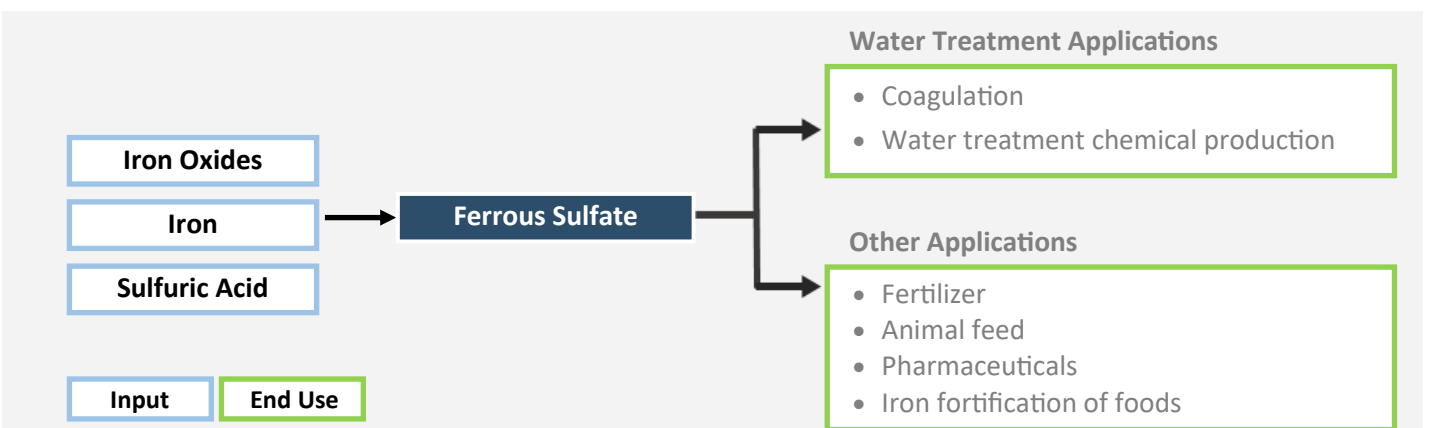 Water Treatment Applications
• Coagulation
• Water treatment chemical production
Iron Oxides
Iron
Sulfuric Acid
Ferrous Sulfate
Other Applications
• Fertilizer
• Animal feed
• Pharmaceuticals
• Iron fortification of foods
Input
End Use